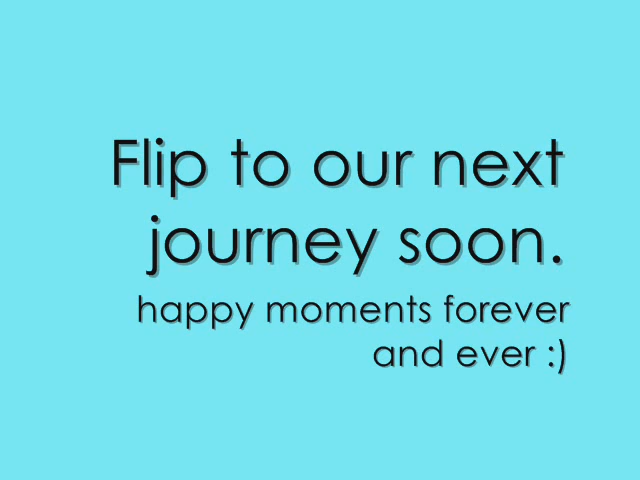 Flip to our next
journey soon.
happy moments forever
and ever :)